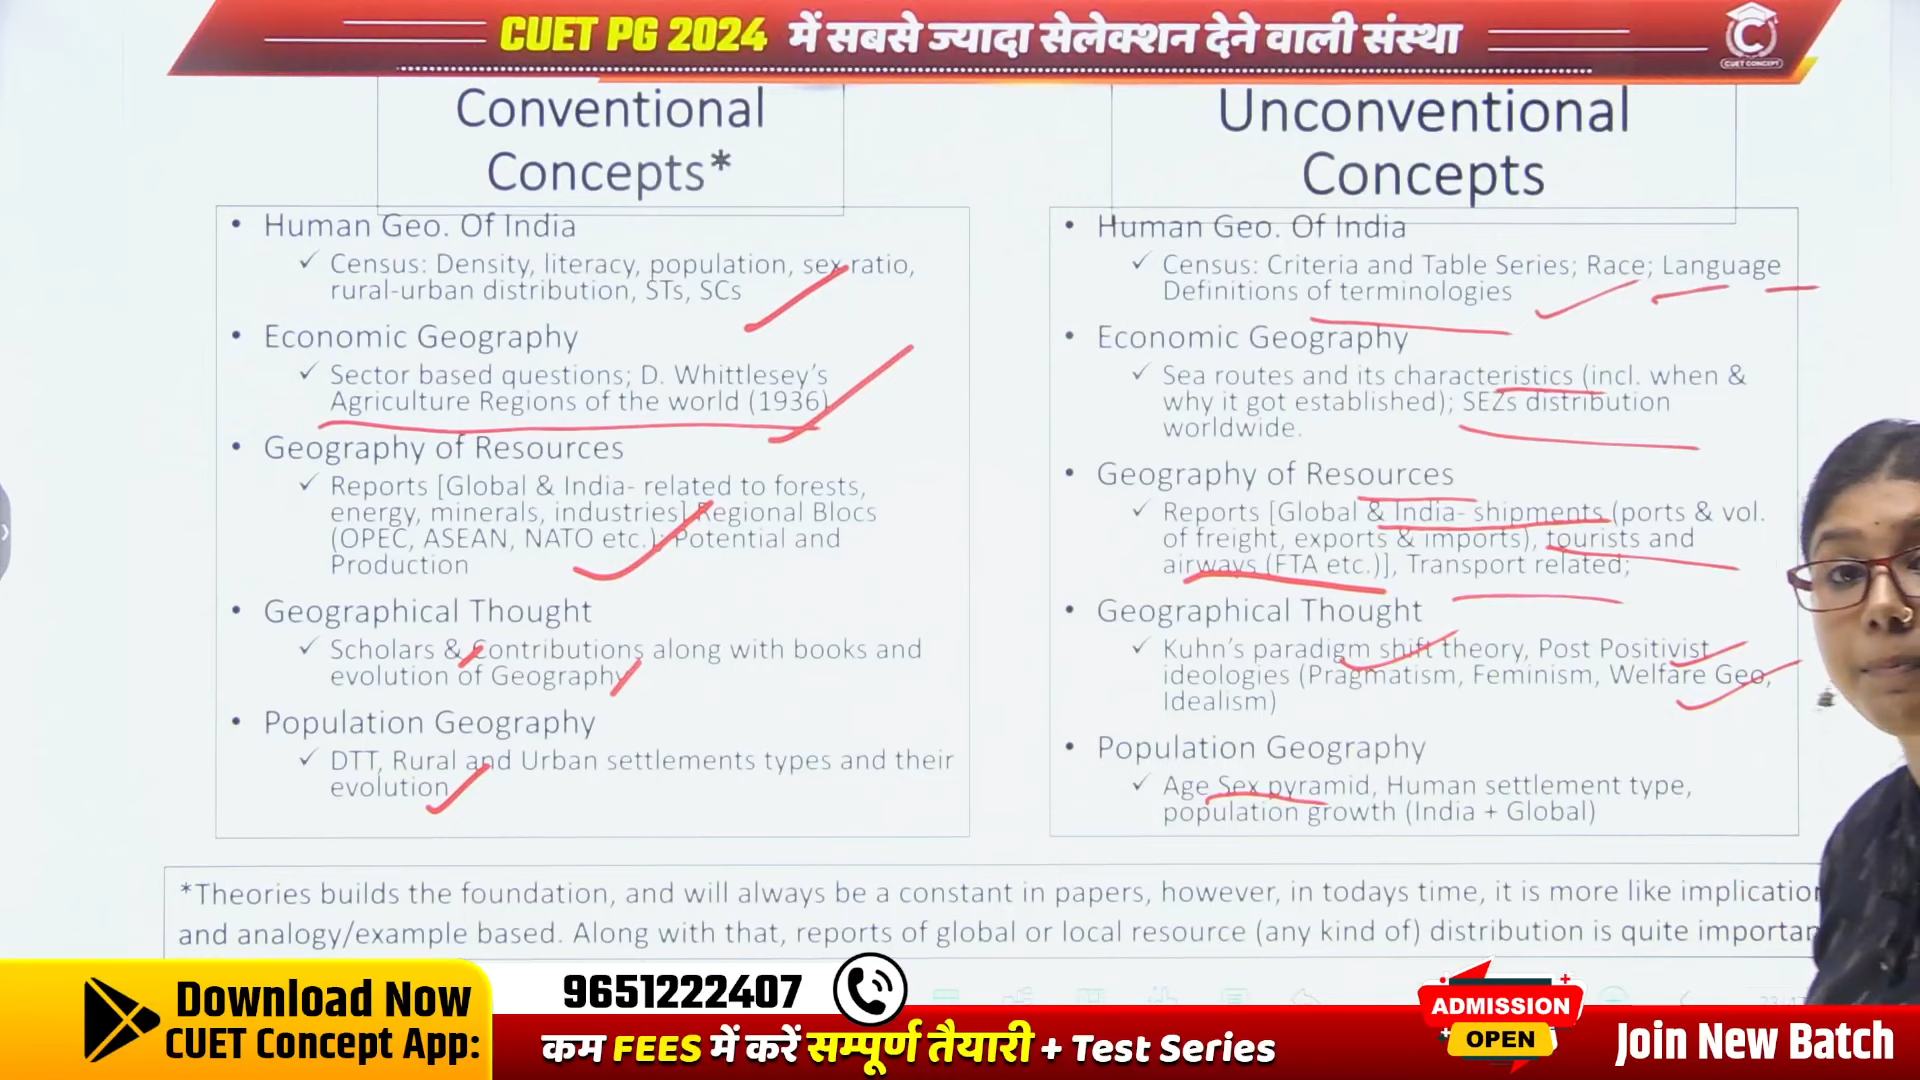 CUET PG 2024 में सबसे ज्यादा सेलेक्शन देने वाली संस्था
C
CUET CONCEPT
Conventional
Concepts*
• Human Geo. Of India
✓ Census: Density, literacy, population, sex ratio,
rural-urban distribution, STs, SCs
• Economic Geography
✓ Sector based questions; D. Whittlesey's
Agriculture Regions of the world (1936)
• Geography of Resources
✓ Reports [Global & India- related to forests,
energy, minerals, industries] Regional Blocs
(OPEC, ASEAN, NATO etc.); Potential and
Production
• Geographical Thought
✓ Scholars & Contributions along with books and
evolution of Geography
• Population Geography
✓ DTT, Rural and Urban settlements types and their
evolution
Unconventional
Concepts
• Human Geo. Of India
✓ Census: Criteria and Table Series; Race; Language
Definitions of terminologies
• Economic Geography
✓ Sea routes and its characteristics (incl. when &
why it got established); SEZs distribution
worldwide.
• Geography of Resources
✓ Reports [Global & India- shipments (ports & vol.
of freight, exports & imports), tourists and
airways (FTA etc.)], Transport related;
• Geographical Thought
✓ Kuhn's paradigm shift theory, Post Positivist
ideologies (Pragmatism, Feminism, Welfare Geo,
Idealism)
• Population Geography
✓ Age Sex pyramid, Human settlement type,
population growth (India + Global)
*Theories builds the foundation, and will always be a constant in papers, however, in todays time, it is more like implication
and analogy/example based. Along with that, reports of global or local resource (any kind of) distribution is quite important
Download Now
CUET Concept App:
9651222407
कम FEES में करें सम्पूर्ण तैयारी + Test Series
ADMISSION
OPEN
Join New Batch